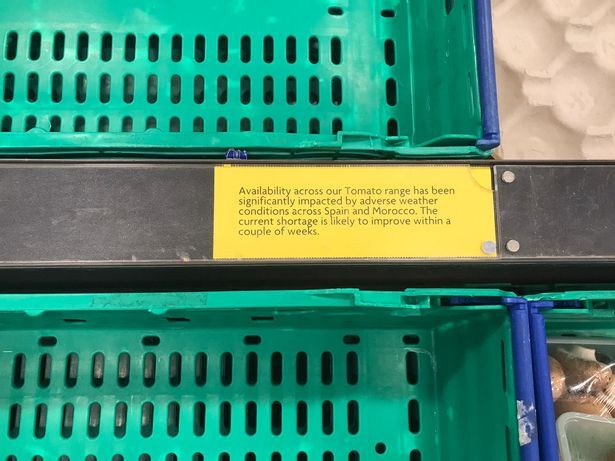 Availability across our Tomato range has been
significantly impacted by adverse weather
conditions across Spain and Morocco. The
current shortage is likely to improve within a
couple of weeks.